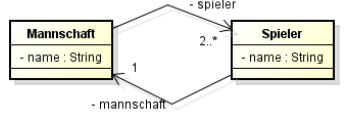 - spieler
Mannschaft
Spieler
2..*
- name : String
- name : String
1
- mannschaft